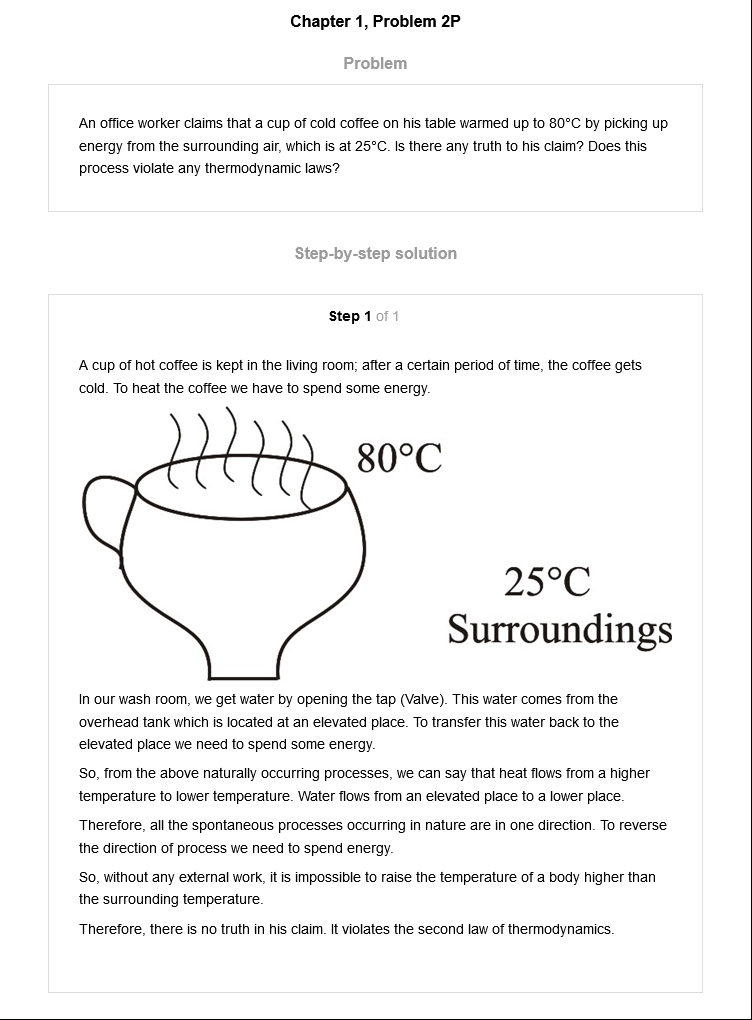 Chapter 1, Problem 2P
Problem
An office worker claims that a cup of cold coffee on his table warmed up to 80°C by picking up
energy from the surrounding air, which is at 25°C. Is there any truth to his claim? Does this
process violate any thermodynamic laws?
Step-by-step solution
Step 1 of 1
A cup of hot coffee is kept in the living room; after a certain period of time, the coffee gets
cold. To heat the coffee we have to spend some energy.
80°C
25°C
Surroundings
In our wash room, we get water by opening the tap (Valve). This water comes from the
overhead tank which is located at an elevated place. To transfer this water back to the
elevated place we need to spend some energy.
So, from the above naturally occurring processes, we can say that heat flows from a higher
temperature to lower temperature. Water flows from an elevated place to a lower place.
Therefore, all the spontaneous processes occurring in nature are in one direction. To reverse
the direction of process we need to spend energy.
So, without any external work, it is impossible to raise the temperature of a body higher than
the surrounding temperature.
Therefore, there is no truth in his claim. It violates the second law of thermodynamics.